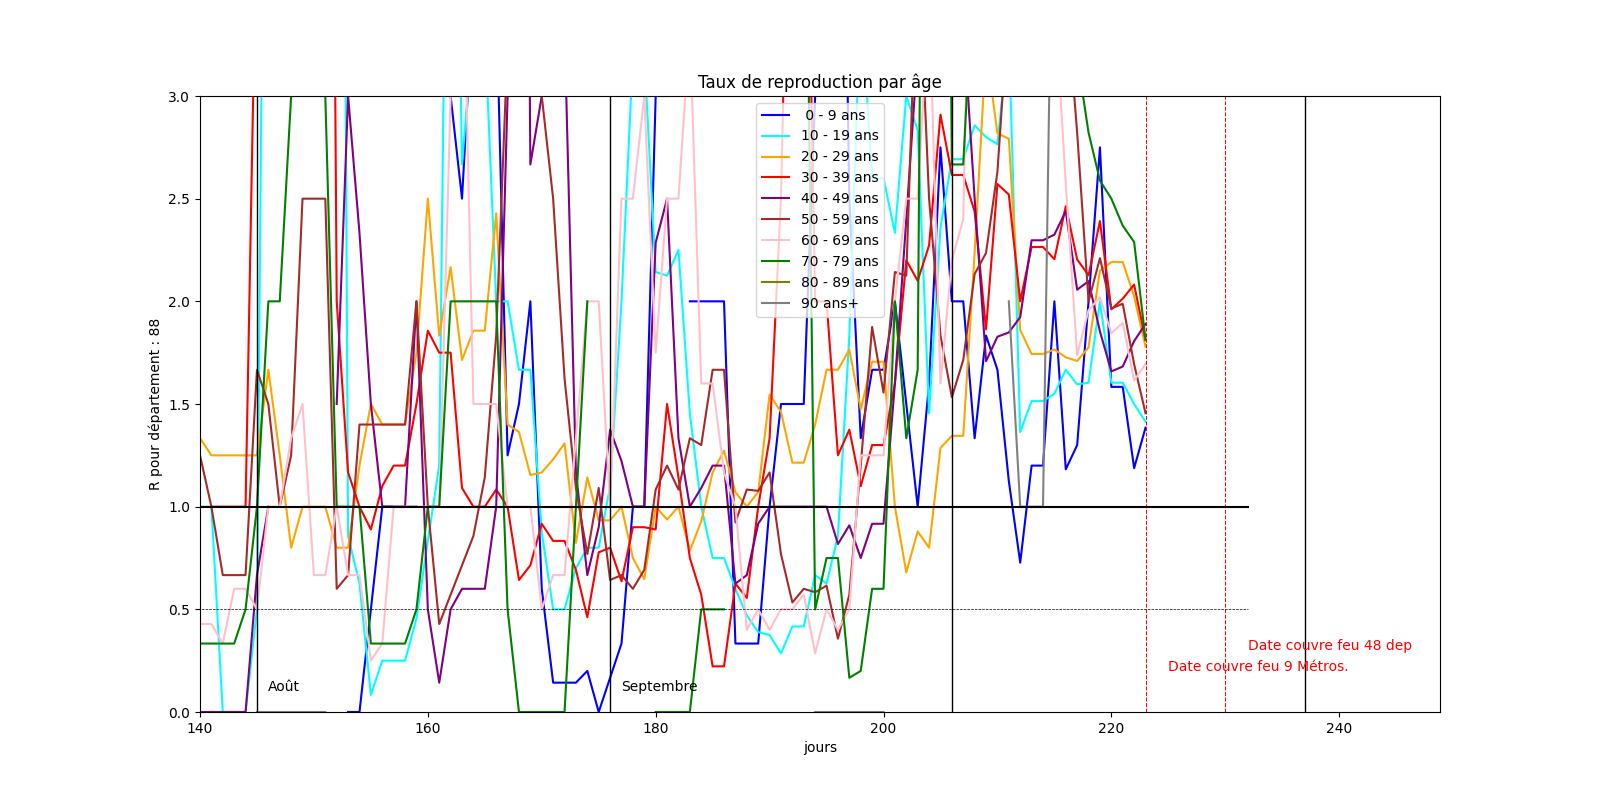 Taux de reproduction par âge
3.0
2.5
2.0
1.5
1.0
0.5
0.0
R pour département : 88
0 - 9 ans
10 - 19 ans
20 - 29 ans
30 - 39 ans
40 - 49 ans
50 - 59 ans
60 - 69 ans
70 - 79 ans
80 - 89 ans
90 ans+
Date couvre feu 48 dep
Date couvre feu 9 Métros.
Août
Septembre
140
160
180
200
220
240
jours